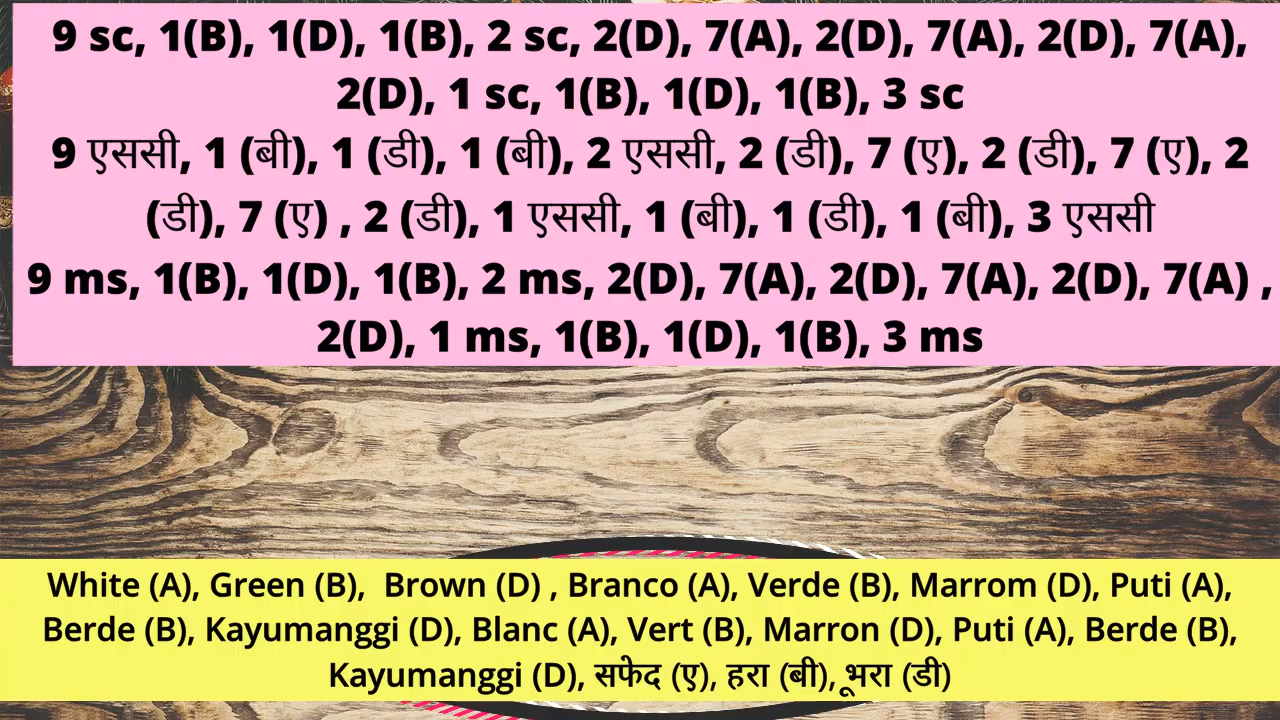 9 sc, 1(B), 1(D), 1(B), 2 sc, 2(D), 7(A), 2(D), 7(A), 2(D), 7(A),
2(D), 1 sc, 1(B), 1(D), 1(B), 3 sc
9 एससी, 1 (बी), 1 (डी), 1 (बी), 2 एससी, 2 (डी), 7 (ए), 2 (डी), 7 (ए), 2
(डी), 7 (ए) , 2 (डी), 1 एससी, 1 (बी), 1 (डी), 1 (बी), 3 एससी
9 ms, 1(B), 1(D), 1(B), 2 ms, 2(D), 7(A), 2(D), 7(A), 2(D), 7(A) ,
2(D), 1 ms, 1(B), 1(D), 1(B), 3 ms
White (A), Green (B),  Brown (D) , Branco (A), Verde (B), Marrom (D), Puti (A),
Berde (B), Kayumanggi (D), Blanc (A), Vert (B), Marron (D), Puti (A), Berde (B),
Kayumanggi (D), सफेद (ए), हरा (बी), भूरा (डी)